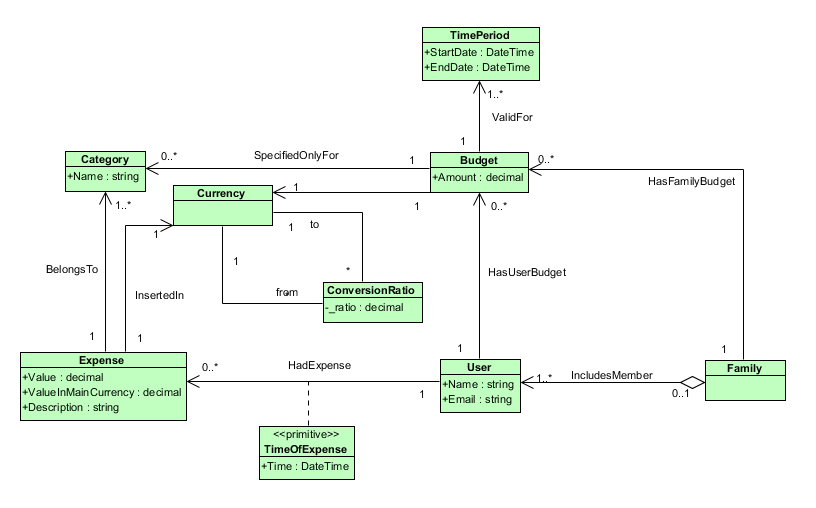 TimePeriod
+StartDate : DateTime
+EndDate : DateTime
1..*
ValidFor
1
Category
+Name : string
0..*
SpecifiedOnlyFor
1
Budget
+Amount : decimal
0..*
HasFamilyBudget
Currency
1
1
1..*
1
1
to
0..*
BelongsTo
InsertedIn
1
*
from
*
HasUserBudget
ConversionRatio
-_ratio : decimal
1
1
1
1
Expense
+Value : decimal
+ValueInMainCurrency : decimal
+Description : string
0..*
HadExpense
1
User
+Name : string
+Email : string
1..*
IncludesMember
0..1
Family
<<primitive>>
TimeOfExpense
+Time : DateTime